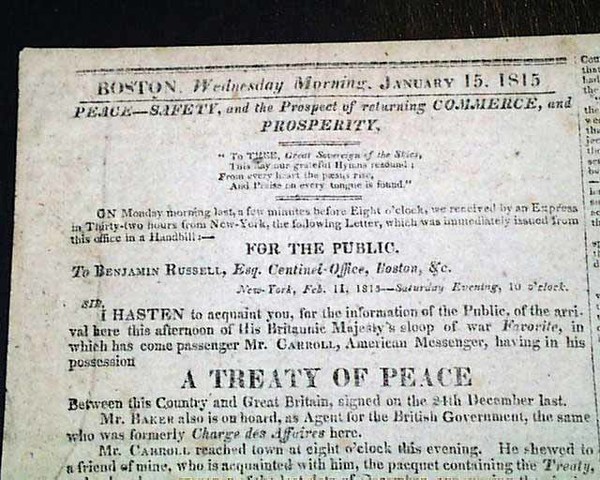 BOSTON, Wednesday Morning, JANUARY 15, 1815
PEACE—SAFETY, and the Prospect of returning COMMERCE, and
PROSPERITY.
"To THEE, Great Sovereign of the Skies,
This day our grateful Hymns resound;
From every heart the pæans rise,
And Praise on every tongue is found."
ON Monday morning last, a few minutes before Eight o'clock, we received by an Express
in Thirty-two hours from New-York, the following Letter, which was immediately issued from
this office in a Handbill:—
FOR THE PUBLIC.
To BENJAMIN RUSSELL, Esq. Centinel-Office, Boston, &c.
New-York, Feb. 11, 1815—Saturday Evening, 10 o'clock.
SIR,
I HASTEN to acquaint you, for the information of the Public, of the arri-
val here this afternoon of His Britannic Majesty's sloop of war Favorite, in
which has come passenger Mr. CARROLL, American Messenger, having in his
possession
A TREATY OF PEACE
Between this Country and Great Britain, signed on the 24th December last.
Mr. BAKER also is on board, as Agent for the British Government, the same
who was formerly Charge des Affaires here.
Mr. CARROLL reached town at eight o'clock this evening. He shewed to
a friend of mine, who is acquainted with him, the pacquet containing the Treaty,